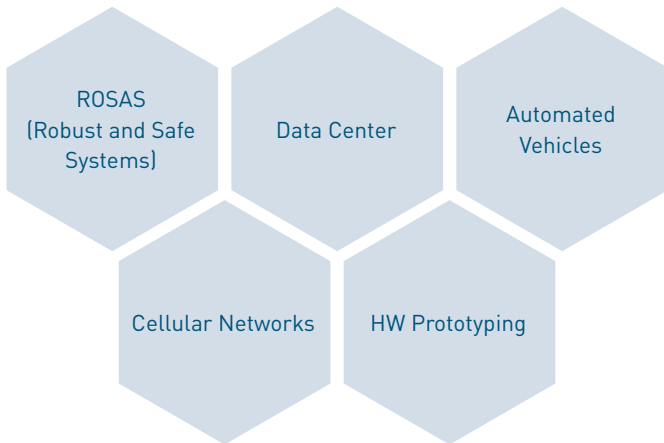 ROSAS
(Robust and Safe
Systems)
Data Center
Automated
Vehicles
Cellular Networks
HW Prototyping